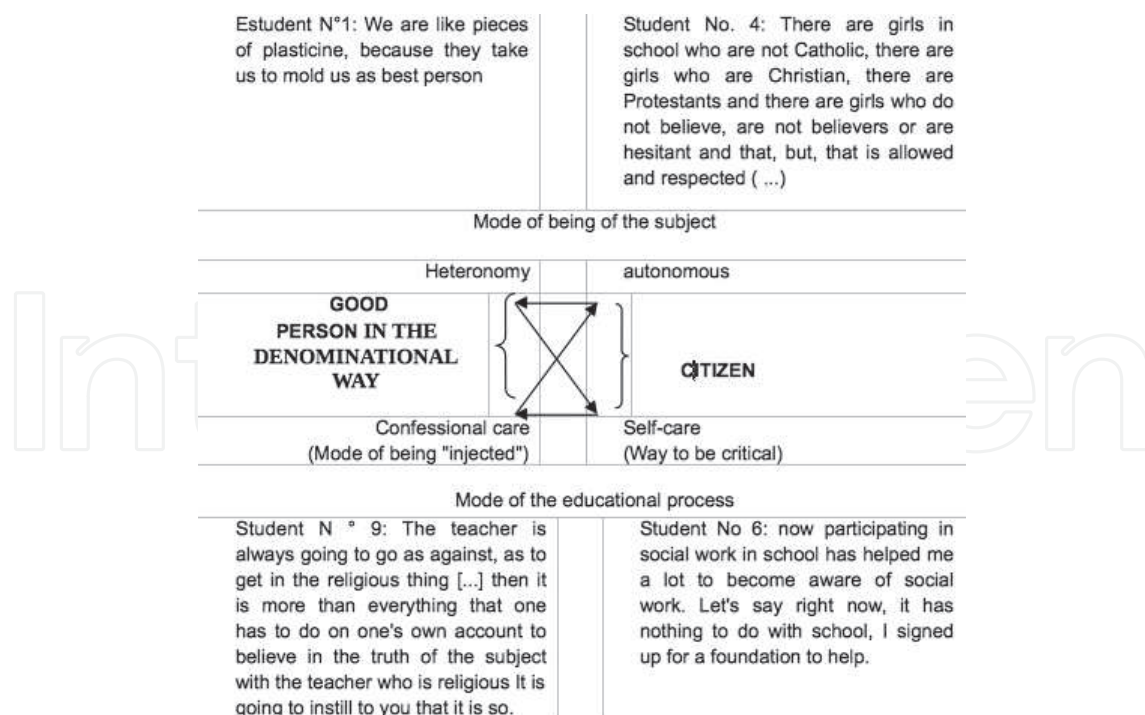 Estudent N°1: We are like pieces
of plasticine, because they take
us to mold us as best person
Student No. 4: There are girls in
school who are not Catholic, there are
girls who are Christian, there are
Protestants and there are girls who do
not believe, are not believers or are
hesitant and that, but, that is allowed
and respected ( ...)
Mode of being of the subject
Heteronomy
autonomous
GOOD
PERSON IN THE
DENOMINATIONAL
WAY
CITIZEN
Confessional care
(Mode of being "injected")
Self-care
(Way to be critical)
Mode of the educational process
Student N ° 9: The teacher is
always going to go as against, as to
get in the religious thing [...] then it
is more than everything that one
has to do on one's own account to
believe in the truth of the subject
with the teacher who is religious It is
going to instill to you that it is so.
Student No 6: now participating in
social work in school has helped me
a lot to become aware of social
work. Let's say right now, it has
nothing to do with school, I signed
up for a foundation to help.